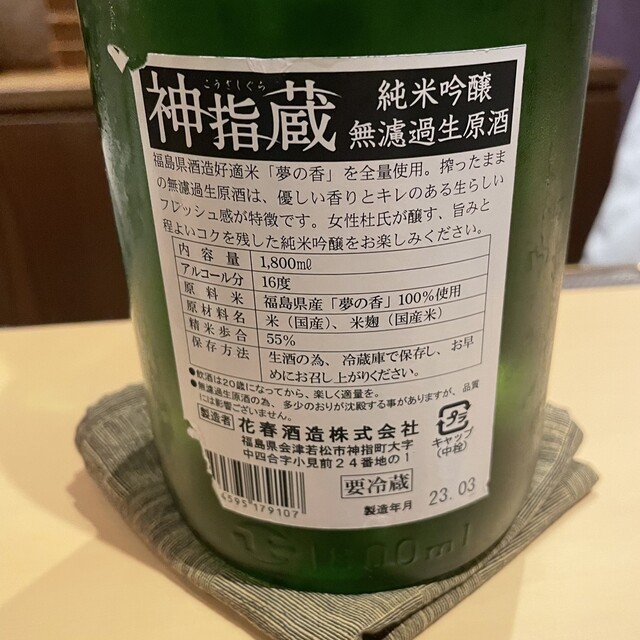 こうざしぐら
神指蔵
純米吟醸
無濾過生原酒
福島県酒造好適米「夢の香」を全量使用。搾ったまま
の無濾過生原酒は、優しい香りとキレのある生らしい
フレッシュ感が特徴です。女性杜氏が醸す、旨みと
程よいコクを残した純米吟醸をお楽しみください。
内容量 1,800㎖
アルコール分 16度
原料米 福島県産「夢の香」100%使用
原材料名 米(国産)、米麹(国産米)
精米歩合 55%
保存方法 生酒の為、冷蔵庫で保存し、お早
めにお召し上がりください。
●飲酒は20歳になってから、楽しく適量を。
●無濾過生原酒の為、多少のおりが沈殿する事がありますが、品質
には影響ございません。
製造者 花春酒造株式会社
福島県会津若松市神指町大字
中四合字小見前24番地の1
プラ
キャップ
(中栓)
要冷蔵
製造年月 23.03
4595179107
1800ml